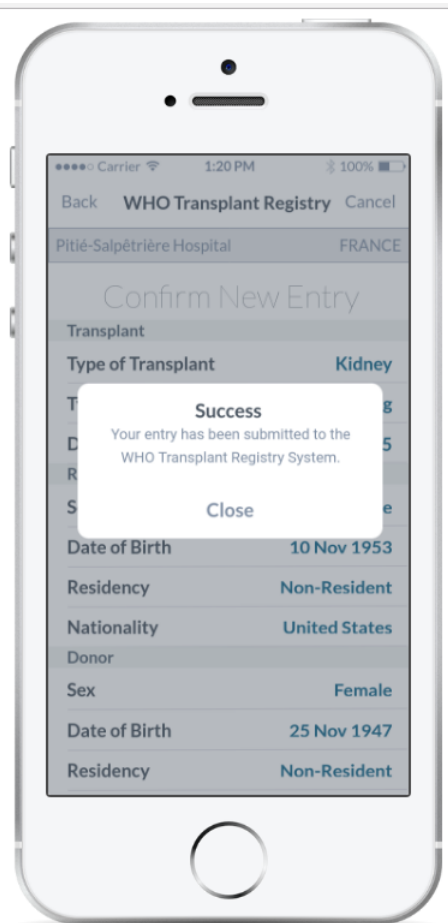 Carrier 1:20 PM 100%
Back WHO Transplant Registry Cancel
Pitié-Salpêtrière Hospital FRANCE
Confirm New Entry
Transplant
Type of Transplant Kidney
Success
Your entry has been submitted to the
WHO Transplant Registry System.
Close
Date of Birth 10 Nov 1953
Residency Non-Resident
Nationality United States
Donor
Sex Female
Date of Birth 25 Nov 1947
Residency Non-Resident